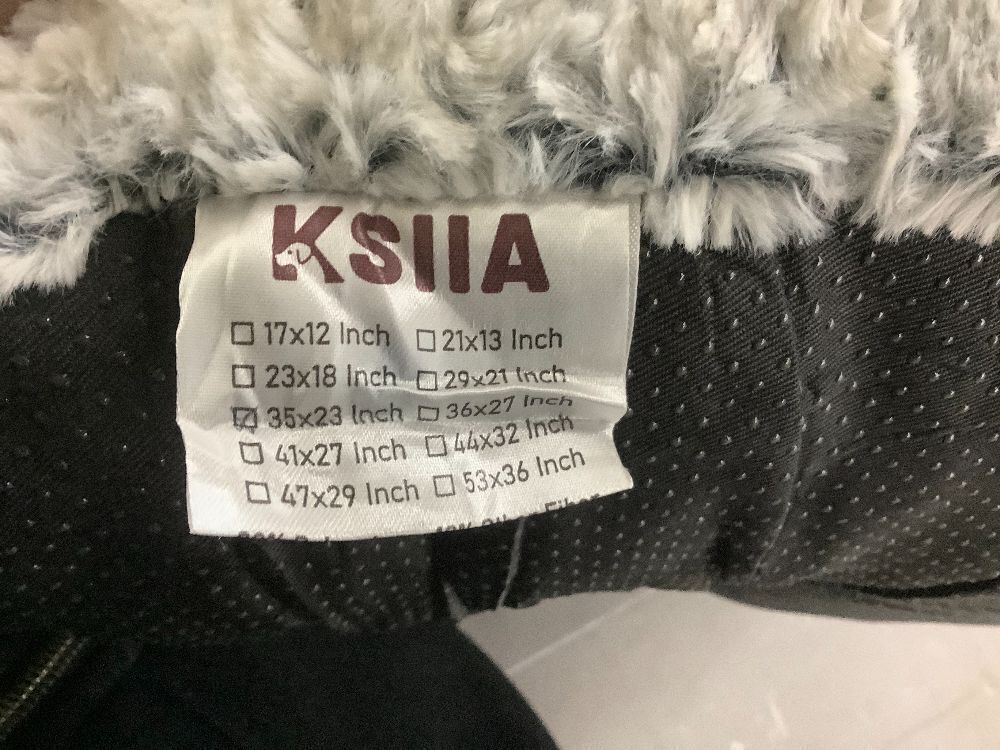 KSIIA
☐ 17x12 Inch ☐ 21x13 Inch
☐ 23x18 Inch ☐ 29x21 Inch
☑ 35x23 Inch ☐ 36x27 Inch
☐ 41x27 Inch ☐ 44x32 Inch
☐ 47x29 Inch ☐ 53x36 Inch